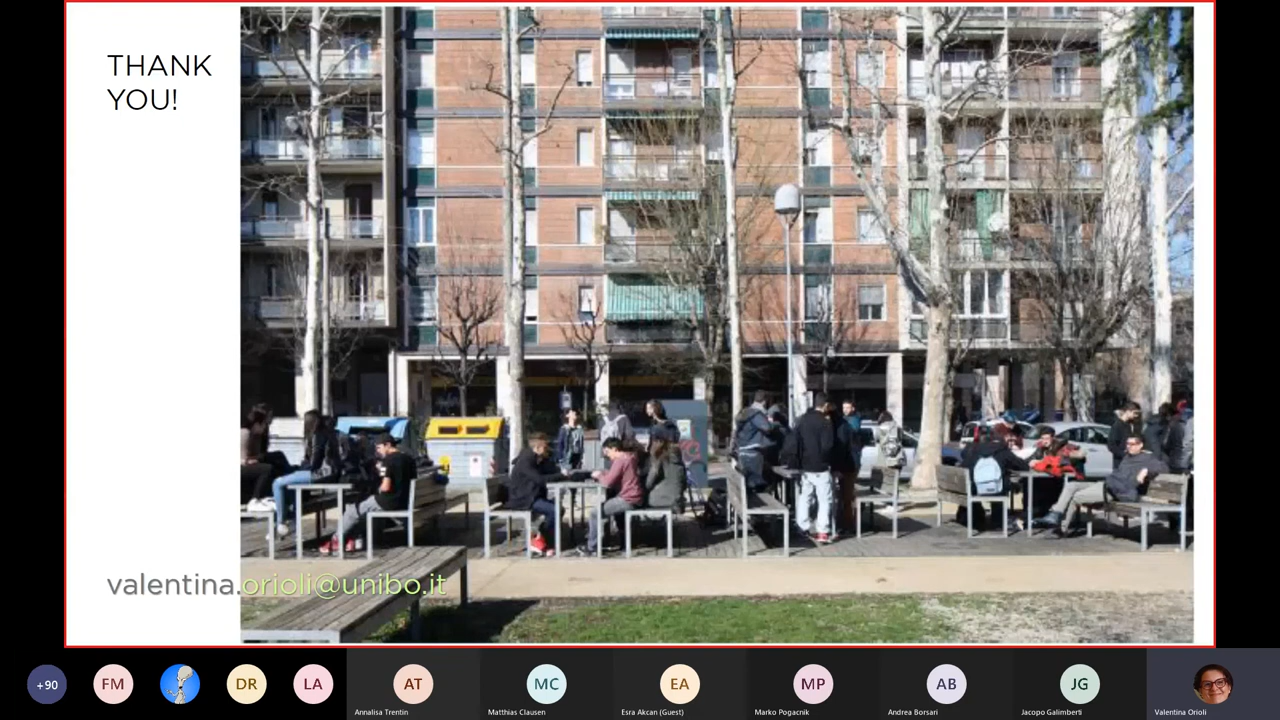 THANK
YOU!
valentina.orioli@unibo.it
+90
FM
DR
LA
AT
MC
EA
MP
AB
JG
Annalisa Trentin
Matthias Clausen
Esra Akcan (Guest)
Marko Pogacnik
Andrea Borsari
Jacopo Galimberti
Valentina Orioli